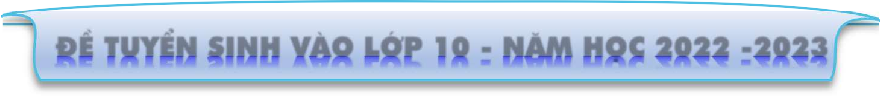 ĐỀ TUYỂN SINH VÀO LỚP 10 - NĂM HỌC 2022 -2023